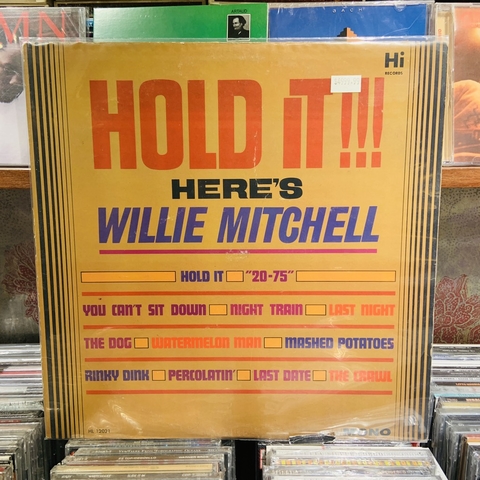 Hi
RECORDS
HOLD iT!!!
HERE'S
WILLIE MITCHELL
HOLD IT "20-75"
YOU CAN'T SIT DOWN NIGHT TRAIN LAST NIGHT
THE DOG WATERMELON MAN MASHED POTATOES
RINKY DINK PERCOLATIN' LAST DATE THE CRAWL
MONO